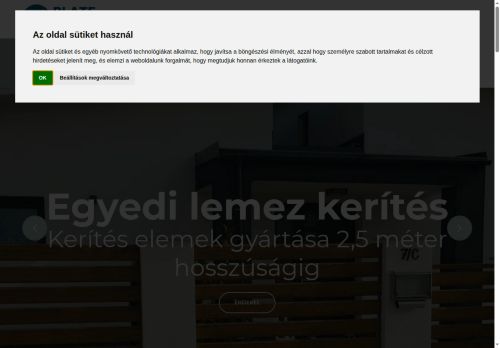 PLATE
Az oldal sütiket használ
Az oldal sütiket és egyéb nyomkövető technológiákat alkalmaz, hogy javítsa a böngészési élményét, azzal hogy személyre szabott tartalmakat és célzott
hirdetéseket jelenít meg, és elemzi a weboldalunk forgalmát, hogy megtudjuk honnan érkeztek a látogatóink.
OK Beállítások megváltoztatása
Egyedi lemez kerítés
Kerítés elemek gyártása 2,5 méter
hosszúságig
7/C